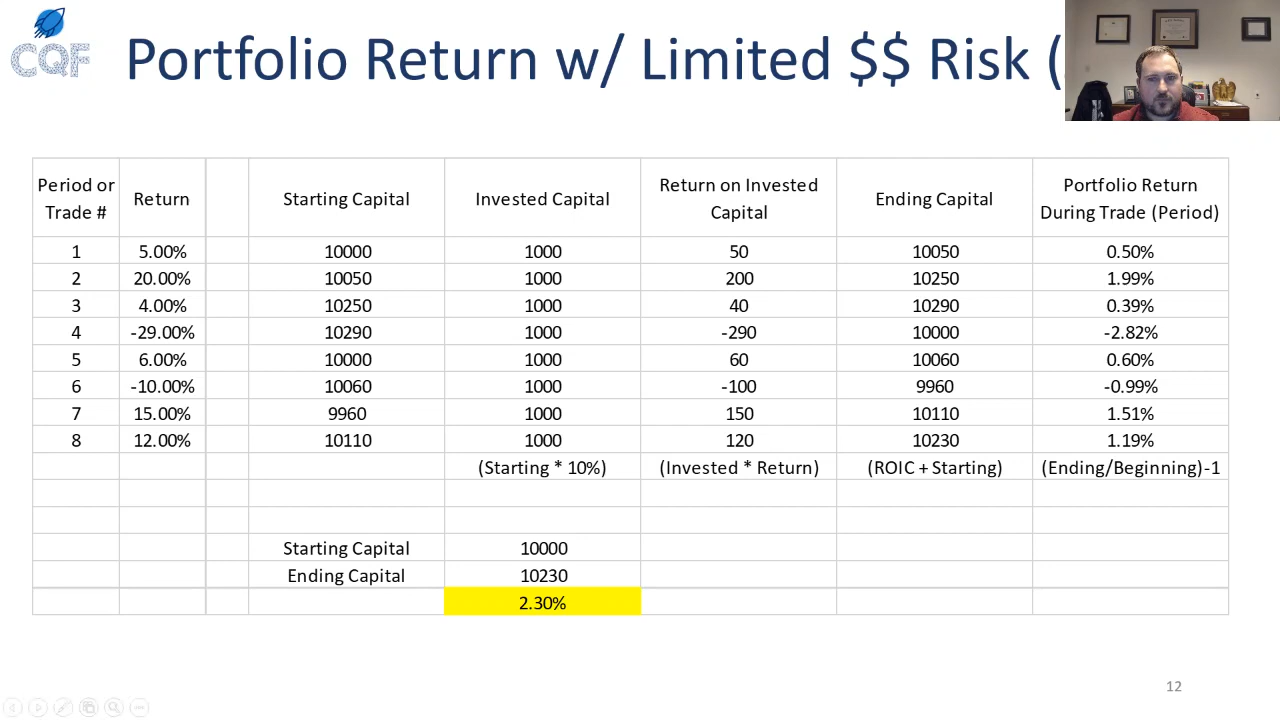 CQF
Portfolio Return w/ Limited $$ Risk (
Period or Trade # Return Starting Capital Invested Capital Return on Invested Capital Ending Capital Portfolio Return During Trade (Period)
1 5.00% 10000 1000 50 10050 0.50%
2 20.00% 10050 1000 200 10250 1.99%
3 4.00% 10250 1000 40 10290 0.39%
4 -29.00% 10290 1000 -290 10000 -2.82%
5 6.00% 10000 1000 60 10060 0.60%
6 -10.00% 10060 1000 -100 9960 -0.99%
7 15.00% 9960 1000 150 10110 1.51%
8 12.00% 10110 1000 120 10230 1.19%
(Starting * 10%) (Invested * Return) (ROIC + Starting) (Ending/Beginning)-1
Starting Capital 10000
Ending Capital 10230
2.30%
12